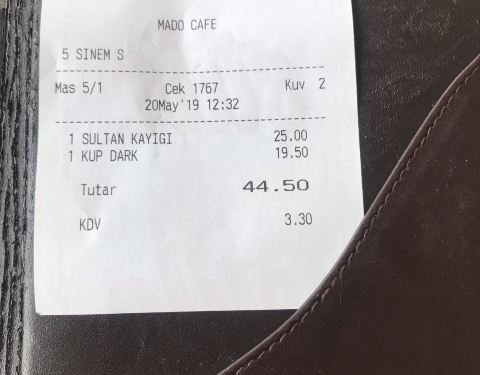 MADO CAFE
5 SINEM S
Mas 5/1 Cek 1767 Kuv 2
20May'19 12:32
1 SULTAN KAYIGI 25.00
1 KUP DARK 19.50
Tutar 44.50
KDV 3.30